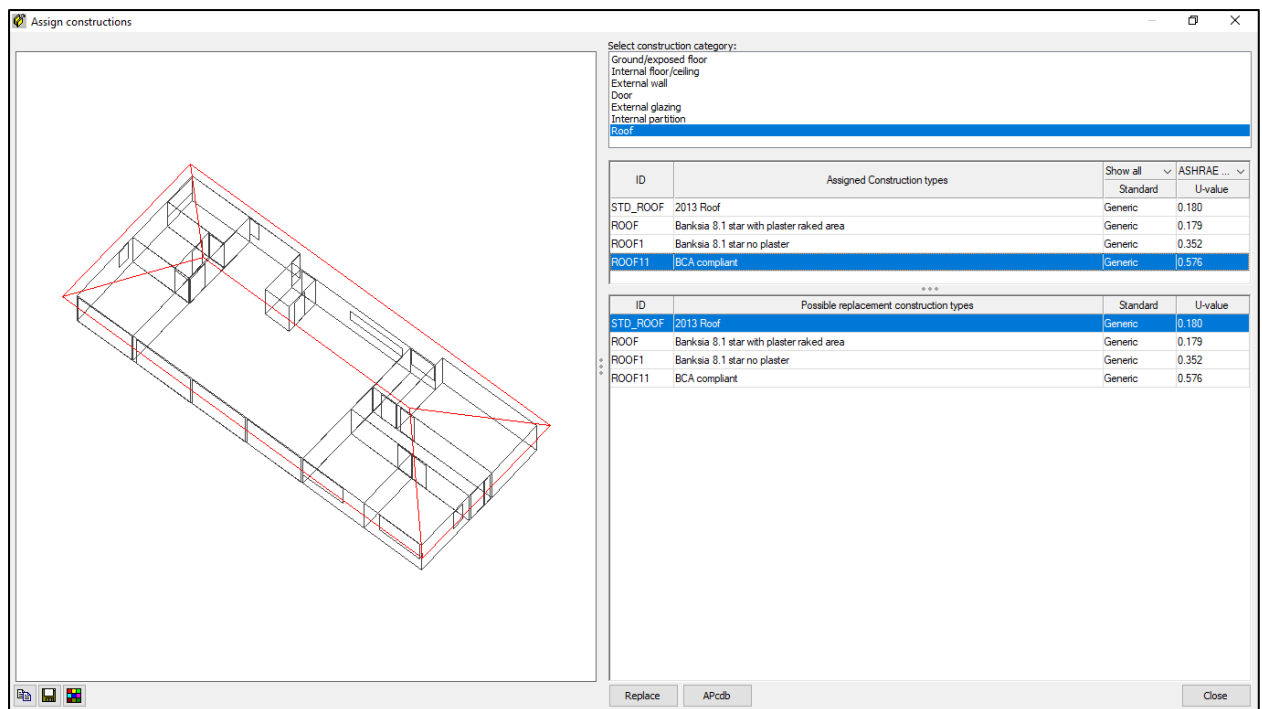 Assign constructions
Select construction category:
Ground/exposed floor
Internal floor/ceiling
External wall
Door
External glazing
Internal partition
Roof
ID Assigned Construction types Show all ASHRAE ...
Standard U-value
STD_ROOF 2013 Roof Generic 0.180
ROOF Banksia 8.1 star with plaster raked area Generic 0.179
ROOF1 Banksia 8.1 star no plaster Generic 0.352
ROOF11 BCA compliant Generic 0.576
ID Possible replacement construction types Standard U-value
STD_ROOF 2013 Roof Generic 0.180
ROOF Banksia 8.1 star with plaster raked area Generic 0.179
ROOF1 Banksia 8.1 star no plaster Generic 0.352
ROOF11 BCA compliant Generic 0.576
Replace APcdb Close